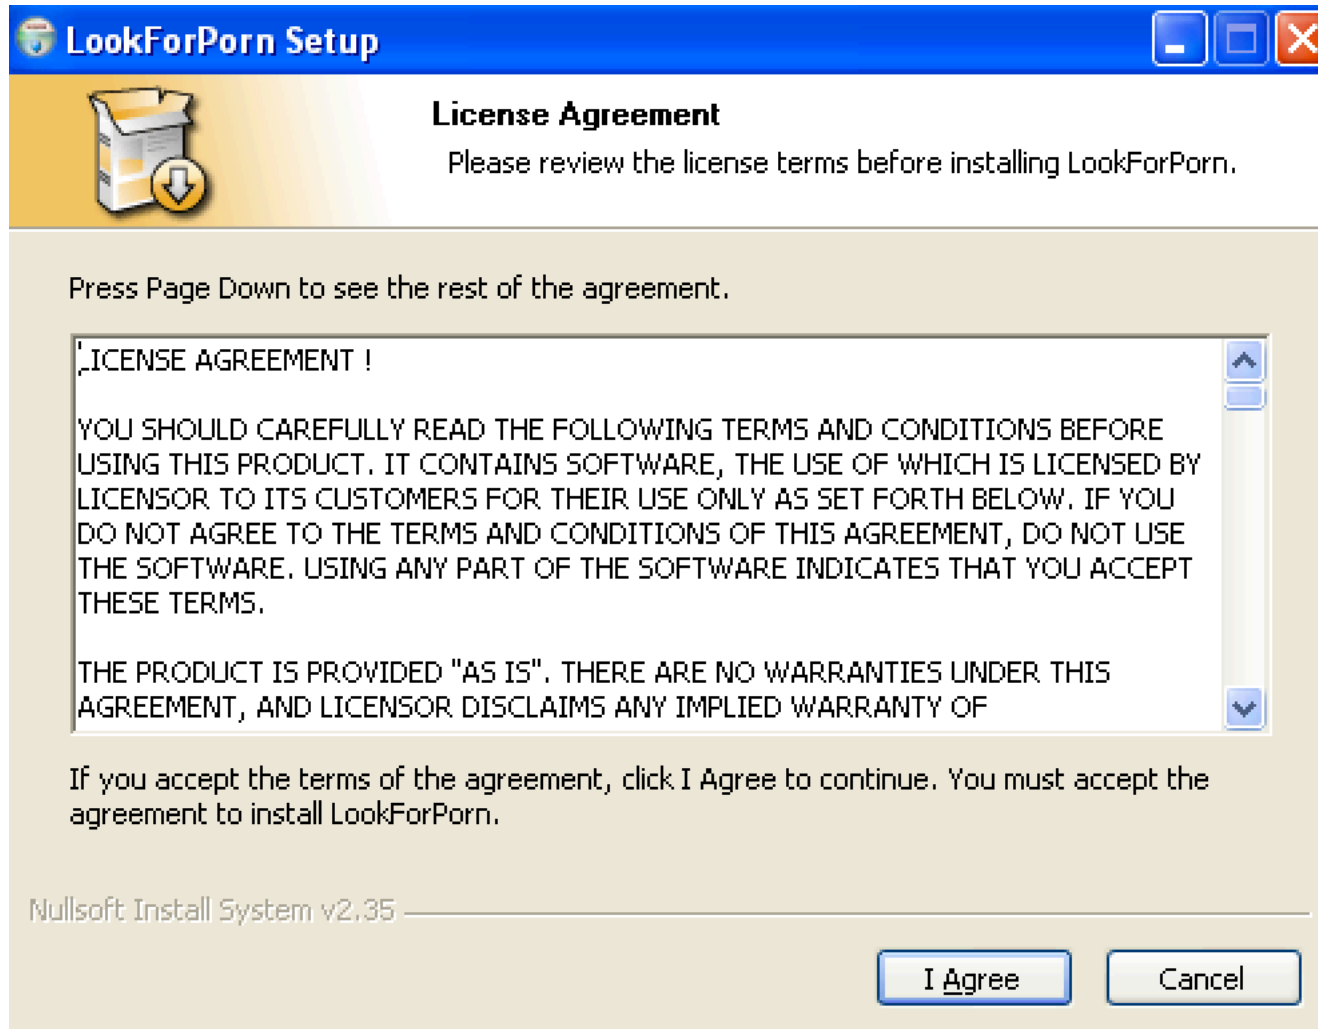 LookForPorn Setup
License Agreement
Please review the license terms before installing LookForPorn.
Press Page Down to see the rest of the agreement.
LICENSE AGREEMENT !
YOU SHOULD CAREFULLY READ THE FOLLOWING TERMS AND CONDITIONS BEFORE
USING THIS PRODUCT. IT CONTAINS SOFTWARE, THE USE OF WHICH IS LICENSED BY
LICENSOR TO ITS CUSTOMERS FOR THEIR USE ONLY AS SET FORTH BELOW. IF YOU
DO NOT AGREE TO THE TERMS AND CONDITIONS OF THIS AGREEMENT, DO NOT USE
THE SOFTWARE. USING ANY PART OF THE SOFTWARE INDICATES THAT YOU ACCEPT
THESE TERMS.
THE PRODUCT IS PROVIDED "AS IS". THERE ARE NO WARRANTIES UNDER THIS
AGREEMENT, AND LICENSOR DISCLAIMS ANY IMPLIED WARRANTY OF
If you accept the terms of the agreement, click I Agree to continue. You must accept the
agreement to install LookForPorn.
Nullsoft Install System v2.35
I Agree
Cancel